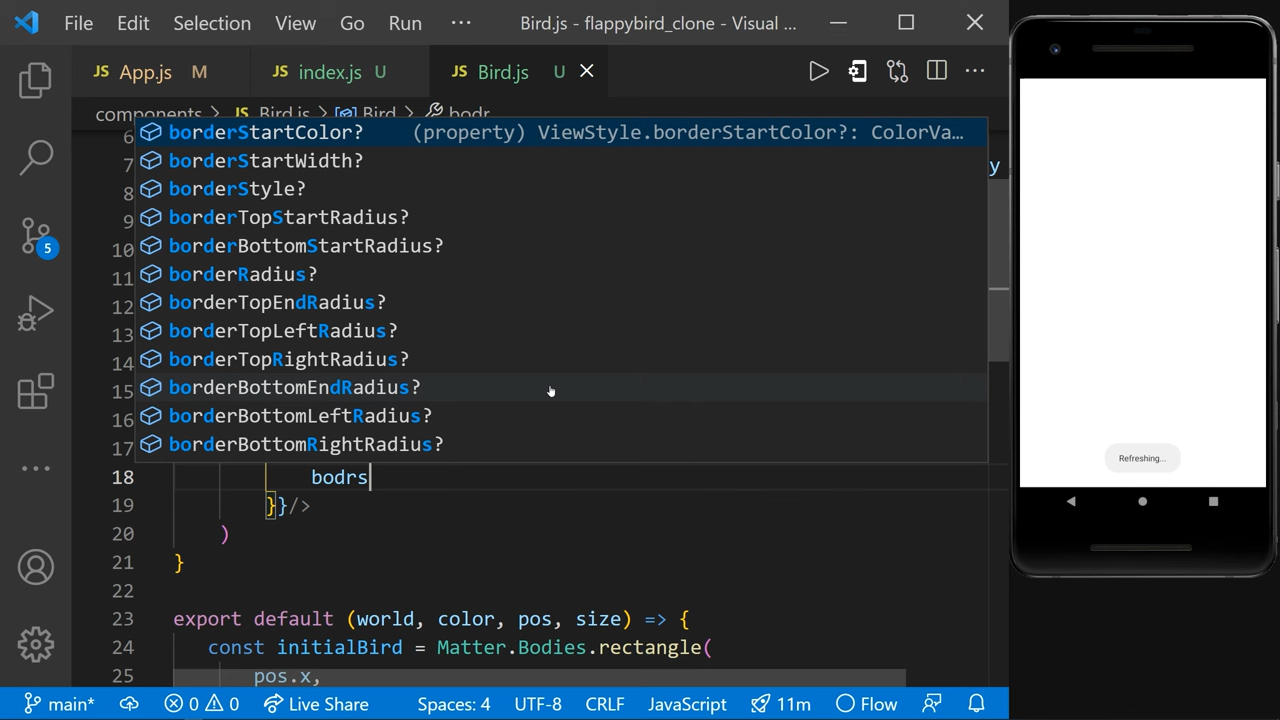 File Edit Selection View Go Run ··· Bird.js - flappybird_clone - Visual ...
JS App.js M JS index.js U JS Bird.js U
components > JS Bird.js > Bird > bodr
6 borderStartColor? (property) ViewStyle.borderStartColor?: ColorVa…
7 borderStartWidth? y
8 borderStyle?
9 borderTopStartRadius?
10 borderBottomStartRadius?
11 borderRadius?
12 borderTopEndRadius?
13 borderTopLeftRadius?
14 borderTopRightRadius?
15 borderBottomEndRadius?
16 borderBottomLeftRadius?
17 borderBottomRightRadius?
Refreshing...
18 bodrs
19 }}/>
20 )
21 }
22
23 export default (world, color, pos, size) => {
24 const initialBird = Matter.Bodies.rectangle(
25 pos.x,
5
main* 0 0 Live Share Spaces: 4 UTF-8 CRLF JavaScript 11m Flow